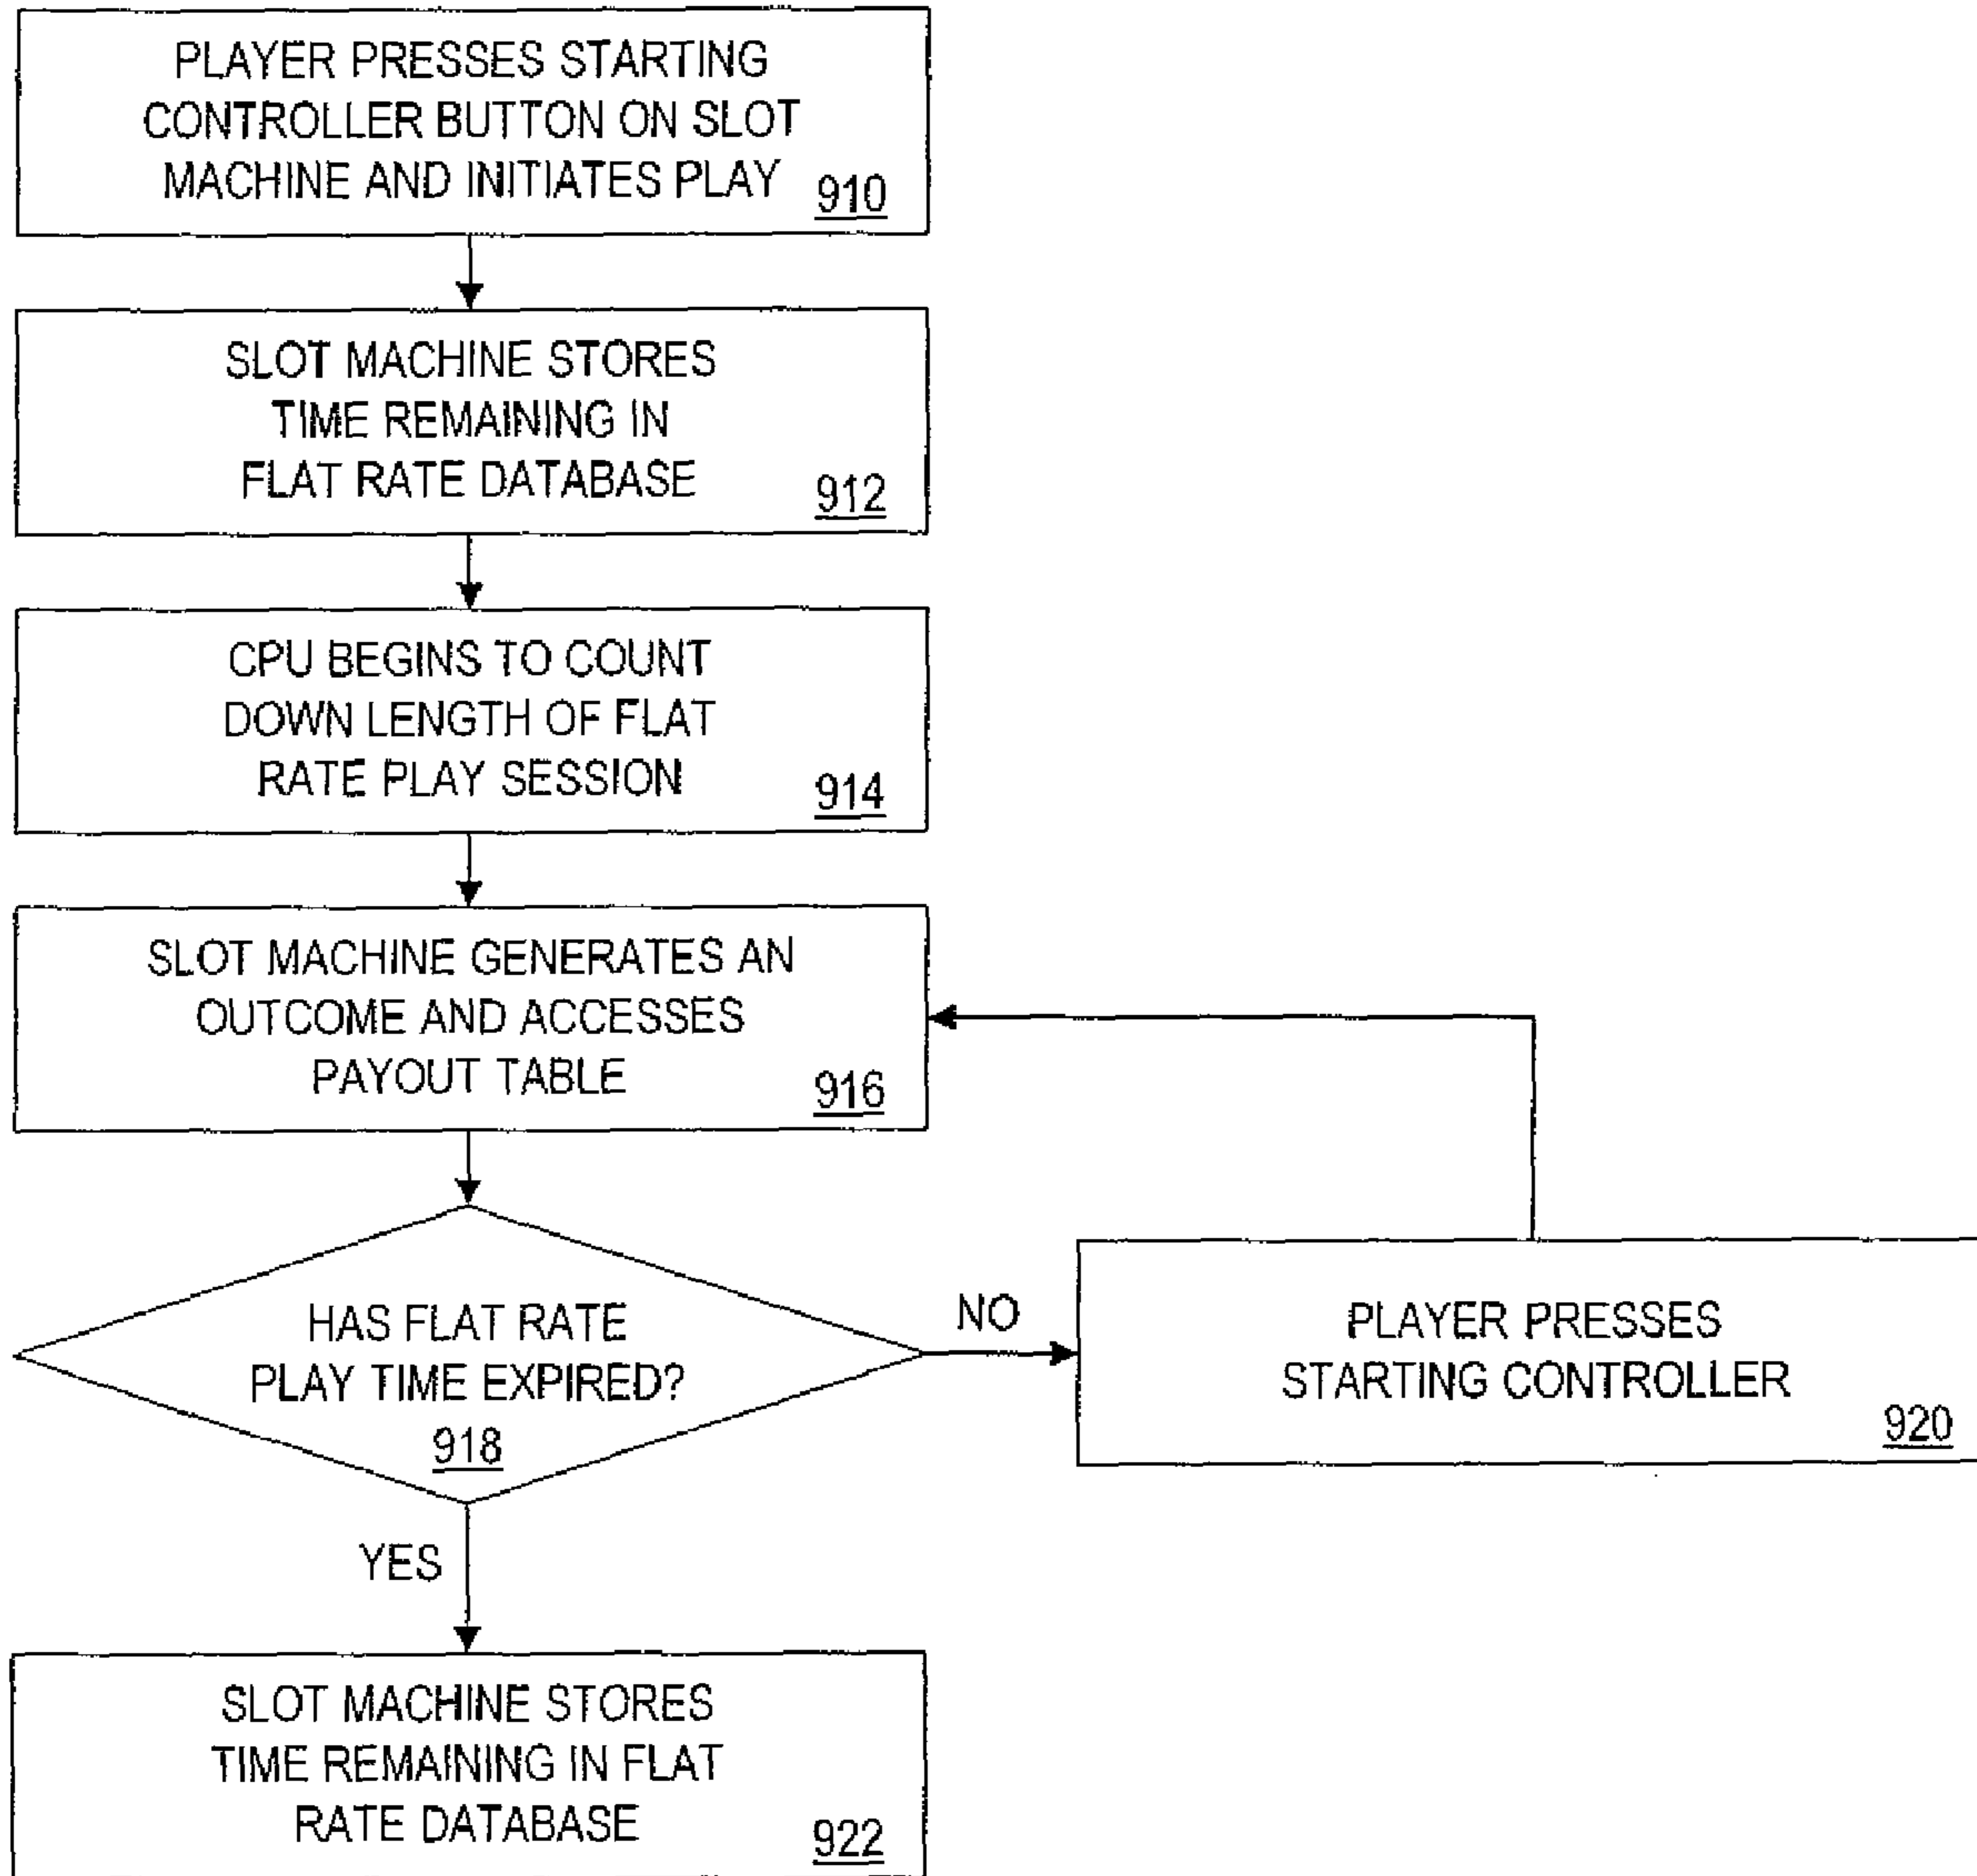 PLAYER PRESSES STARTING
CONTROLLER BUTTON ON SLOT
MACHINE AND INITIATES PLAY
910
SLOT MACHINE STORES
TIME REMAINING IN
FLAT RATE DATABASE
912
CPU BEGINS TO COUNT
DOWN LENGTH OF FLAT
RATE PLAY SESSION
914
SLOT MACHINE GENERATES AN
OUTCOME AND ACCESSES
PAYOUT TABLE
916
HAS FLAT RATE
PLAY TIME EXPIRED?
918
NO
PLAYER PRESSES
STARTING CONTROLLER
920
YES
SLOT MACHINE STORES
TIME REMAINING IN FLAT
RATE DATABASE
922